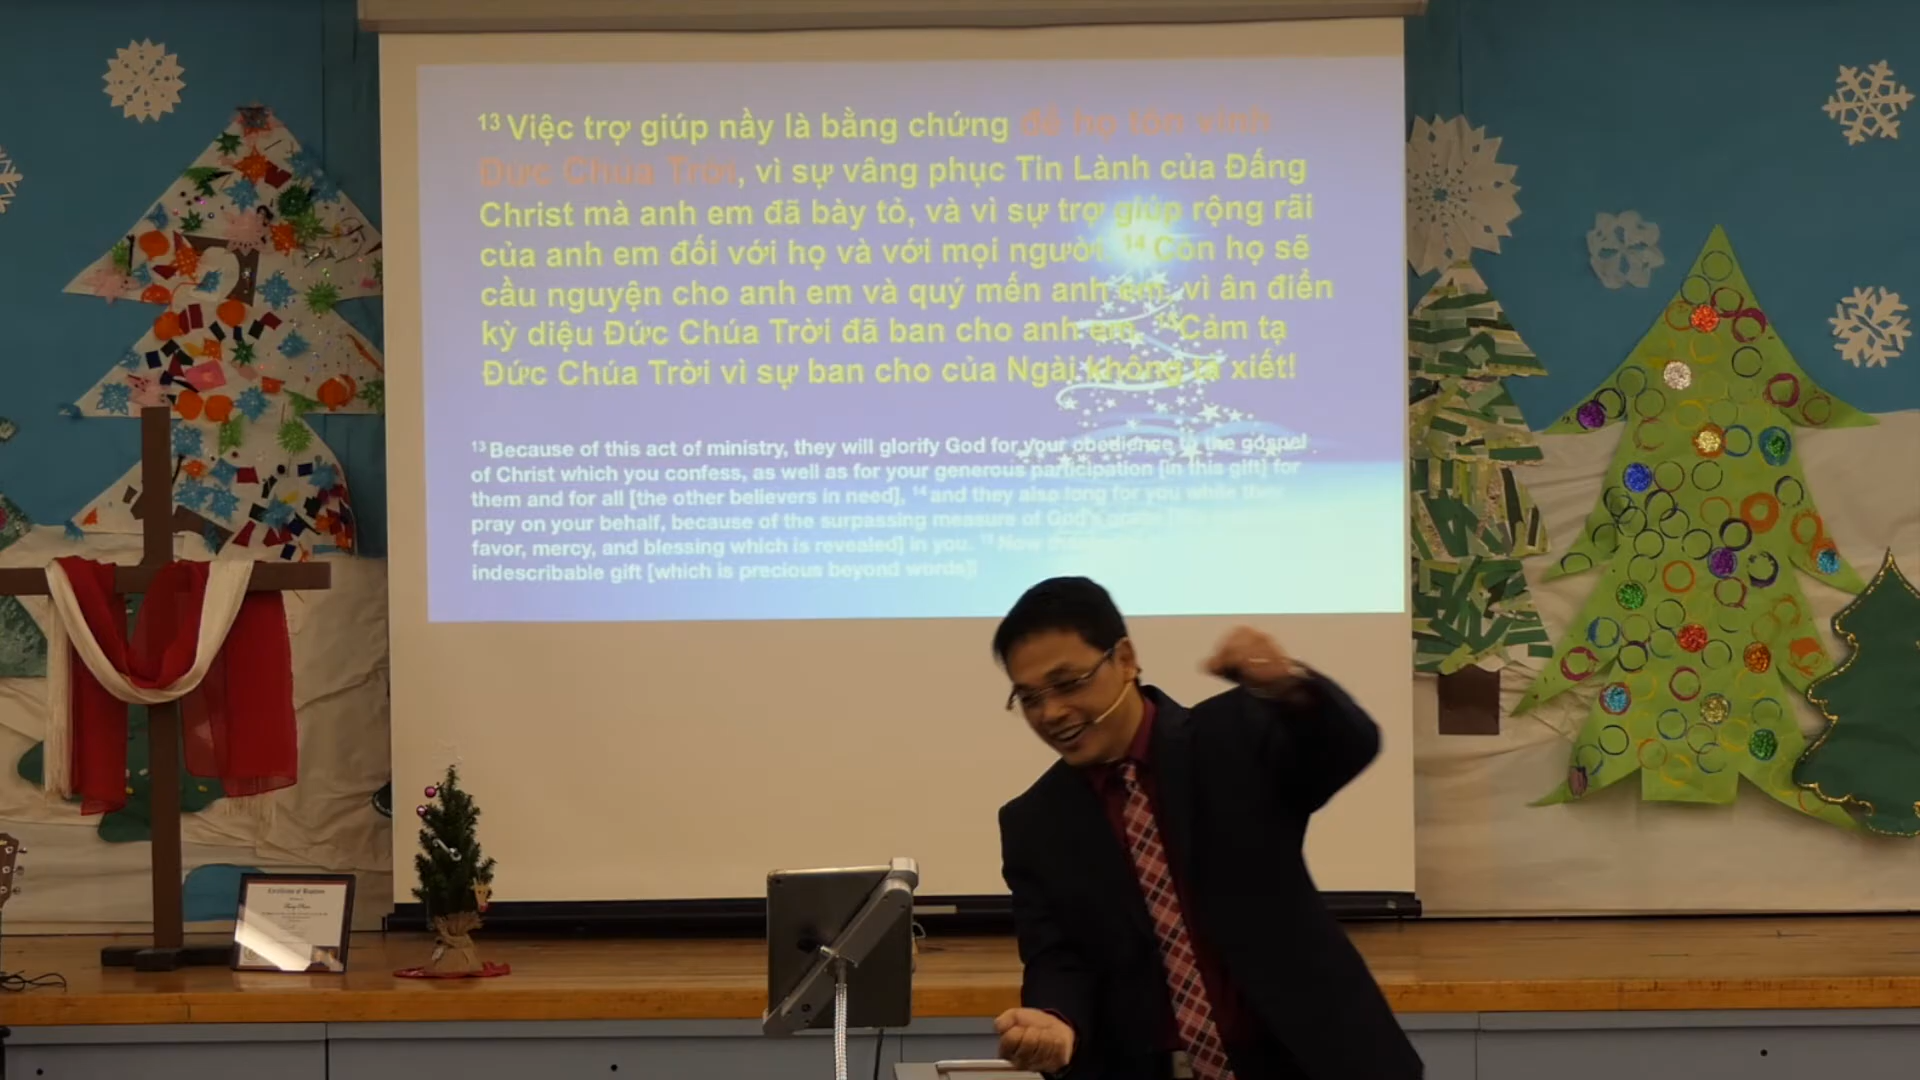 13 Việc trợ giúp nầy là bằng chứng để họ tôn vinh
Đức Chúa Trời, vì sự vâng phục Tin Lành của Đấng
Christ mà anh em đã bày tỏ, và vì sự trợ giúp rộng rãi
của anh em đối với họ và với mọi người. 14 Còn họ sẽ
cầu nguyện cho anh em và quý mến anh em, vì ân điển
kỳ diệu Đức Chúa Trời đã ban cho anh em. 15 Cảm tạ
Đức Chúa Trời vì sự ban cho của Ngài không tả xiết!
13 Because of this act of ministry, they will glorify God for your obedience to the gospel
of Christ which you confess, as well as for your generous participation [in this gift] for
them and for all [the other believers in need], 14 and they also long for you while they
pray on your behalf, because of the surpassing measure of God's
favor, mercy, and blessing which is revealed] in you. 15 Now
indescribable gift [which is precious beyond words]!
Certificate of Baptism